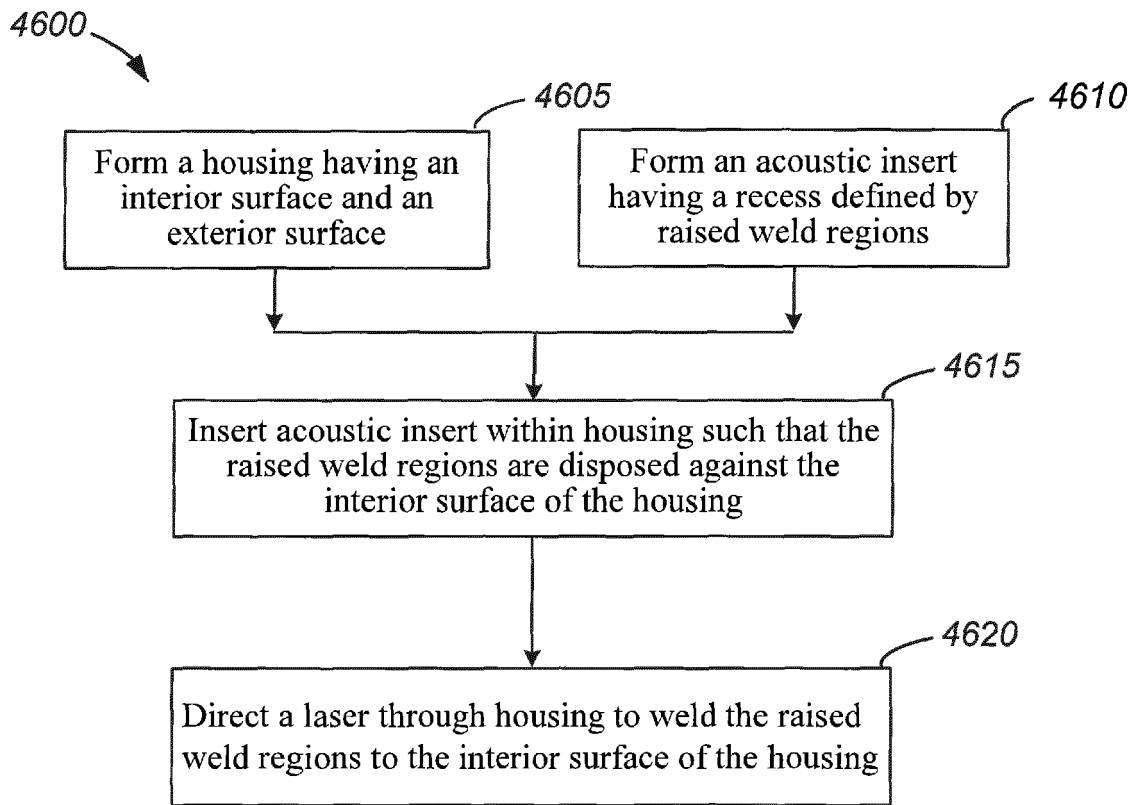 4600
4605
Form a housing having an
interior surface and an
exterior surface
4610
Form an acoustic insert
having a recess defined by
raised weld regions
4615
Insert acoustic insert within housing such that the
raised weld regions are disposed against the
interior surface of the housing
4620
Direct a laser through housing to weld the raised
weld regions to the interior surface of the housing